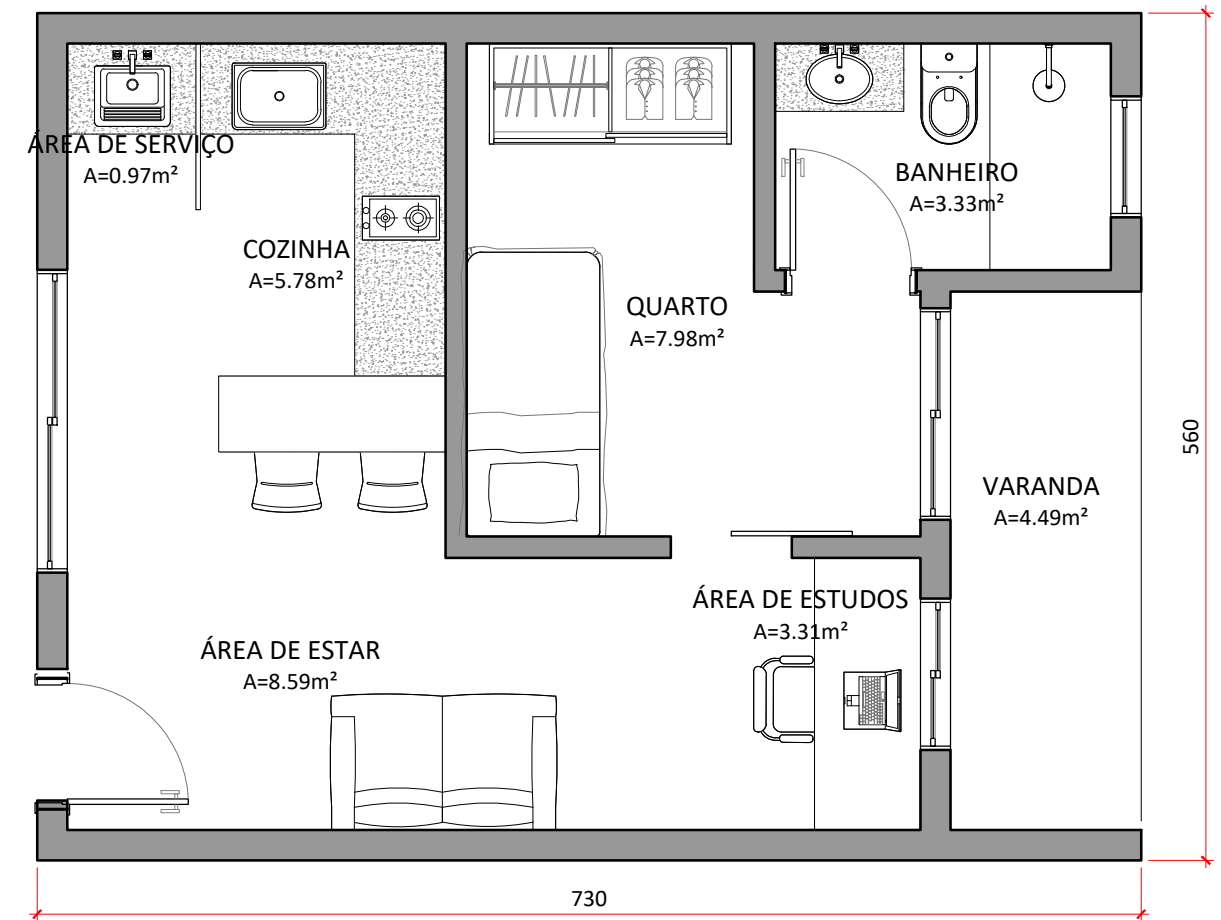 ÁREA DE SERVIÇO
A=0.97m²
COZINHA
A=5.78m²
QUARTO
A=7.98m²
BANHEIRO
A=3.33m²
VARANDA
A=4.49m²
560
ÁREA DE ESTUDOS
A=3.31m²
ÁREA DE ESTAR
A=8.59m²
730